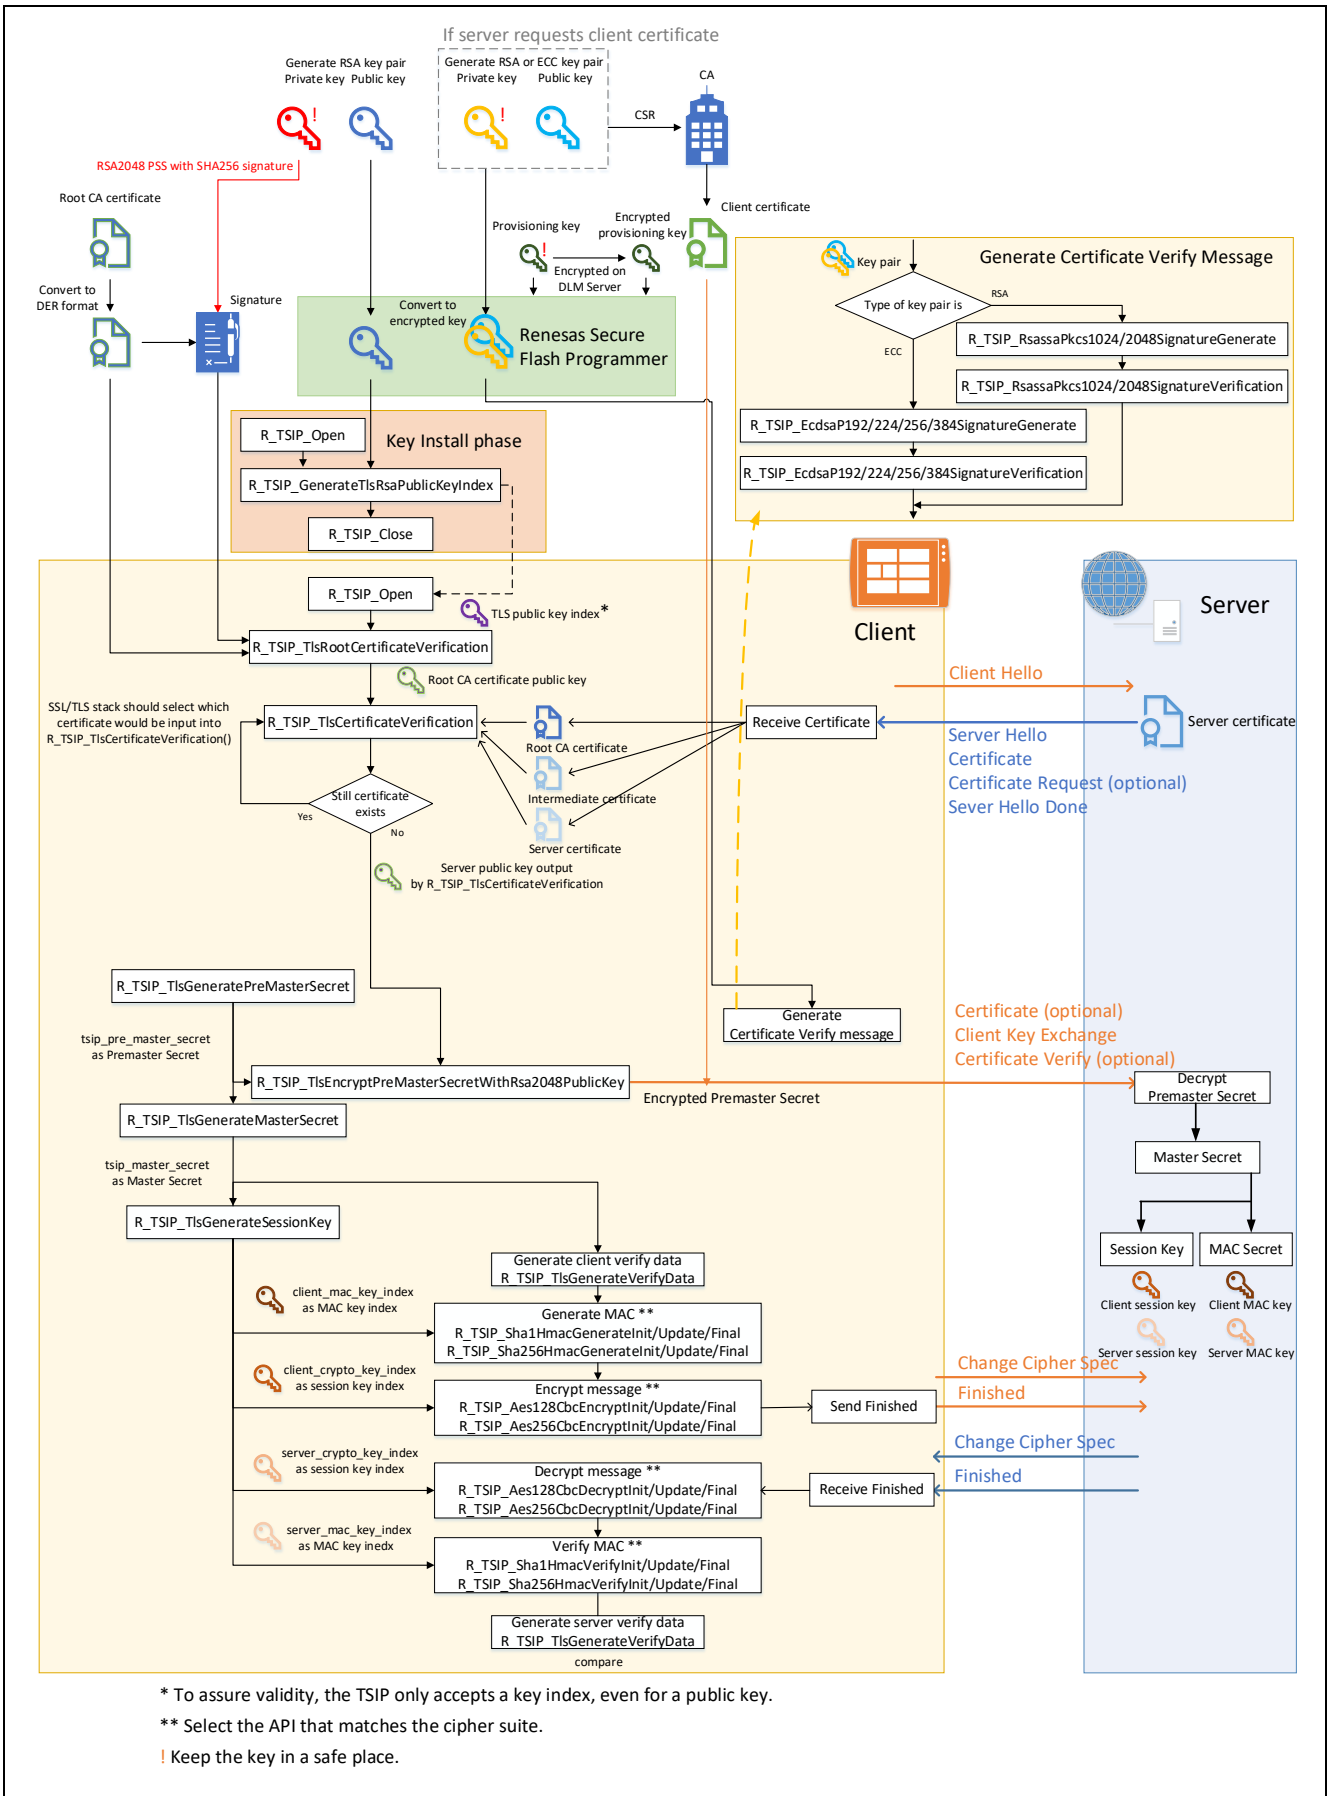 If server requests client certificate
Generate RSA key pair
Private key  Public key
Generate RSA or ECC key pair
Private key    Public key
CA
CSR
RSA2048 PSS with SHA256 signature
Root CA certificate
Client certificate
Provisioning key
Encrypted
provisioning key
Encrypted on
DLM Server
Convert to
DER format
Signature
Convert to
encrypted key
Renesas Secure
Flash Programmer
Key pair
Generate Certificate Verify Message
Type of key pair is
RSA
ECC
R_TSIP_RsassaPkcs1024/2048SignatureGenerate
R_TSIP_RsassaPkcs1024/2048SignatureVerification
R_TSIP_EcdsaP192/224/256/384SignatureGenerate
R_TSIP_EcdsaP192/224/256/384SignatureVerification
R_TSIP_Open
Key Install phase
R_TSIP_GenerateTlsRsaPublicKeyIndex
R_TSIP_Close
R_TSIP_Open
TLS public key index*
Client
Server
R_TSIP_TlsRootCertificateVerification
Root CA certificate public key
Client Hello
SSL/TLS stack should select which
certificate would be input into
R_TSIP_TlsCertificateVerification()
R_TSIP_TlsCertificateVerification
Receive Certificate
Server certificate
Root CA certificate
Server Hello
Certificate
Certificate Request (optional)
Sever Hello Done
Still certificate
exists
Yes
No
Intermediate certificate
Server certificate
Server public key output
by R_TSIP_TlsCertificateVerification
R_TSIP_TlsGeneratePreMasterSecret
tsip_pre_master_secret
as Premaster Secret
Generate
Certificate Verify message
Certificate (optional)
Client Key Exchange
Certificate Verify (optional)
R_TSIP_TlsEncryptPreMasterSecretWithRsa2048PublicKey
Encrypted Premaster Secret
Decrypt
Premaster Secret
R_TSIP_TlsGenerateMasterSecret
Master Secret
tsip_master_secret
as Master Secret
R_TSIP_TlsGenerateSessionKey
Session Key
MAC Secret
Generate client verify data
R_TSIP_TlsGenerateVerifyData
client_mac_key_index
as MAC key index
Client session key
Client MAC key
Generate MAC **
R_TSIP_Sha1HmacGenerateInit/Update/Final
R_TSIP_Sha256HmacGenerateInit/Update/Final
Server session key
Server MAC key
client_crypto_key_index
as session key index
Change Cipher Spec
Encrypt message **
R_TSIP_Aes128CbcEncryptInit/Update/Final
R_TSIP_Aes256CbcEncryptInit/Update/Final
Send Finished
Finished
server_crypto_key_index
as session key index
Change Cipher Spec
Decrypt message **
R_TSIP_Aes128CbcDecryptInit/Update/Final
R_TSIP_Aes256CbcDecryptInit/Update/Final
Receive Finished
Finished
server_mac_key_index
as MAC key inedx
Verify MAC **
R_TSIP_Sha1HmacVerifyInit/Update/Final
R_TSIP_Sha256HmacVerifyInit/Update/Final
Generate server verify data
R_TSIP_TlsGenerateVerifyData
compare
* To assure validity, the TSIP only accepts a key index, even for a public key.
** Select the API that matches the cipher suite.
! Keep the key in a safe place.